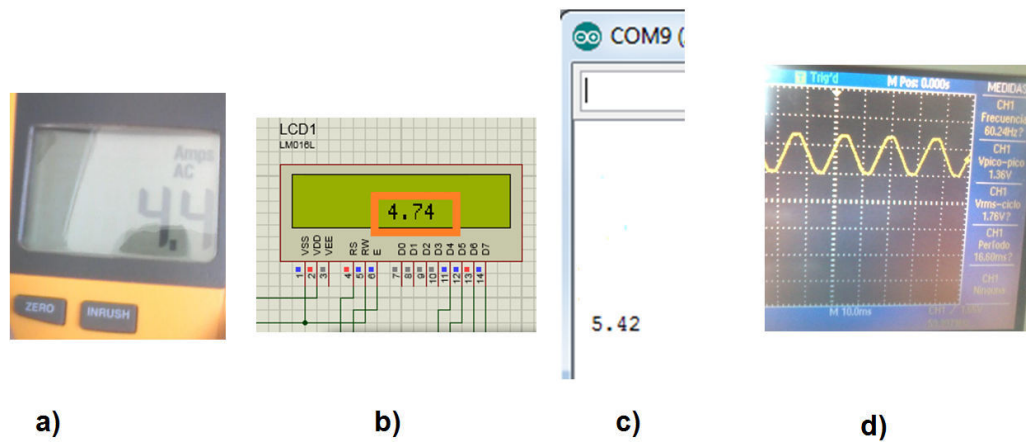 Amps
AC
4.4
ZERO
INRUSH
a)
LCD1
LM016L
4.74
VSS
VDD
VEE
RS
RW
E
D0
D1
D2
D3
D4
D5
D6
D7
1
2
3
4
5
6
7
8
9
10
11
12
13
14
b)
COM9 (
5.42
c)
Trig'd
M Pos: 0.000s
MEDIDAS
CH1
Frecuencia
60.24Hz?
CH1
Vpico-pico
1.36V
CH1
Vrms-ciclo
1.76V?
CH1
Período
16.60ms?
CH1
Ninguna
M 10.0ms
CH1
d)